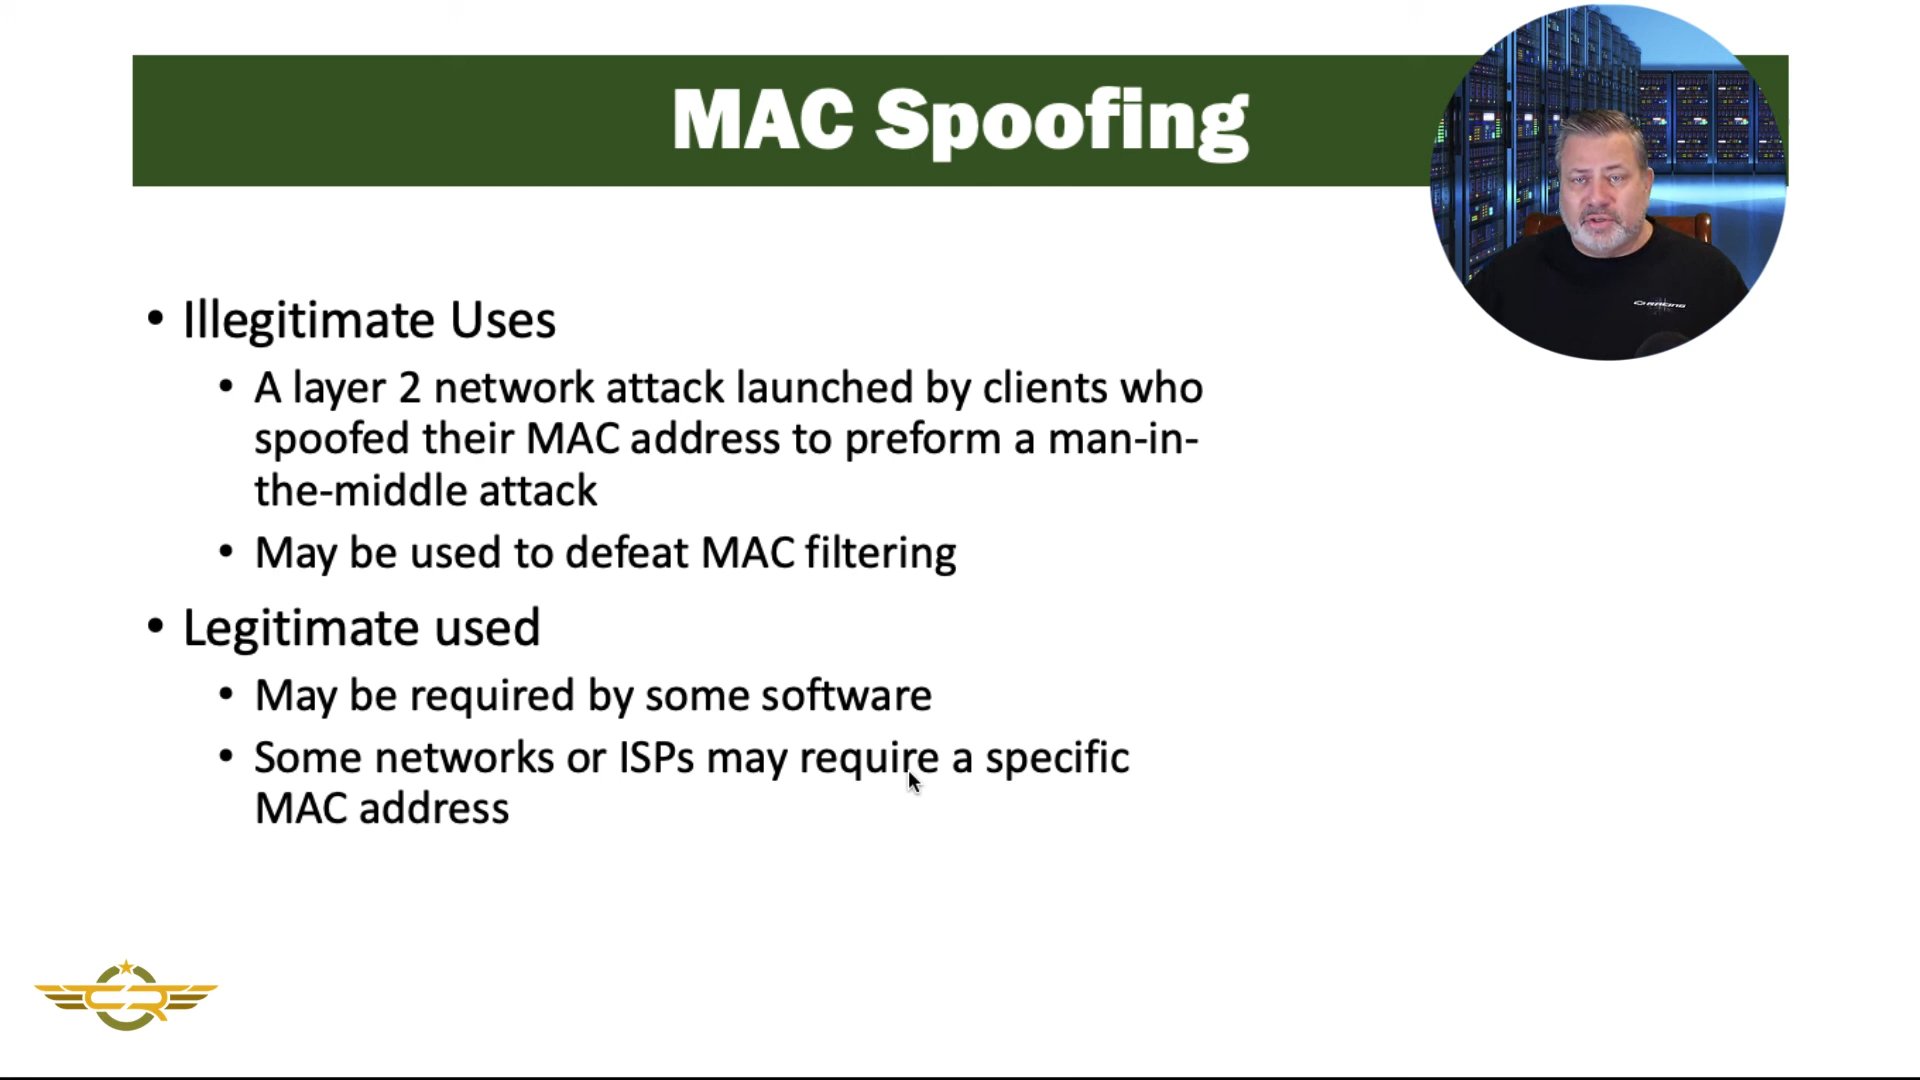 MAC Spoofing
• Illegitimate Uses
• A layer 2 network attack launched by clients who
spoofed their MAC address to preform a man-in-
the-middle attack
• May be used to defeat MAC filtering
• Legitimate used
• May be required by some software
• Some networks or ISPs may require a specific
MAC address
RACING
CR